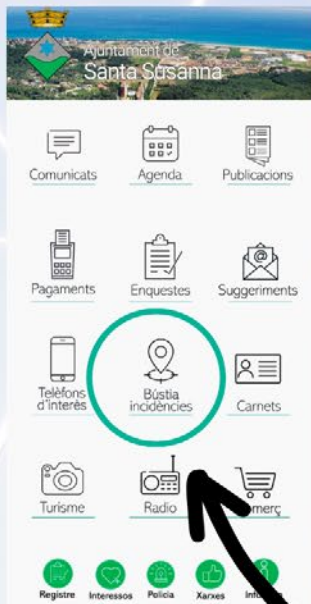 Ajuntament de
Santa Susanna
Comunicats
Agenda
Publicacions
Pagaments
Enquestes
Suggeriments
Telèfons
d'interès
Bústia
incidències
Carnets
Turisme
Radio
Registre
Interessos
Policia
Xarxes